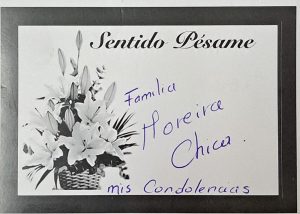 Sentido Pésame
Familia
Moreira
Chica.
mis Condolencias